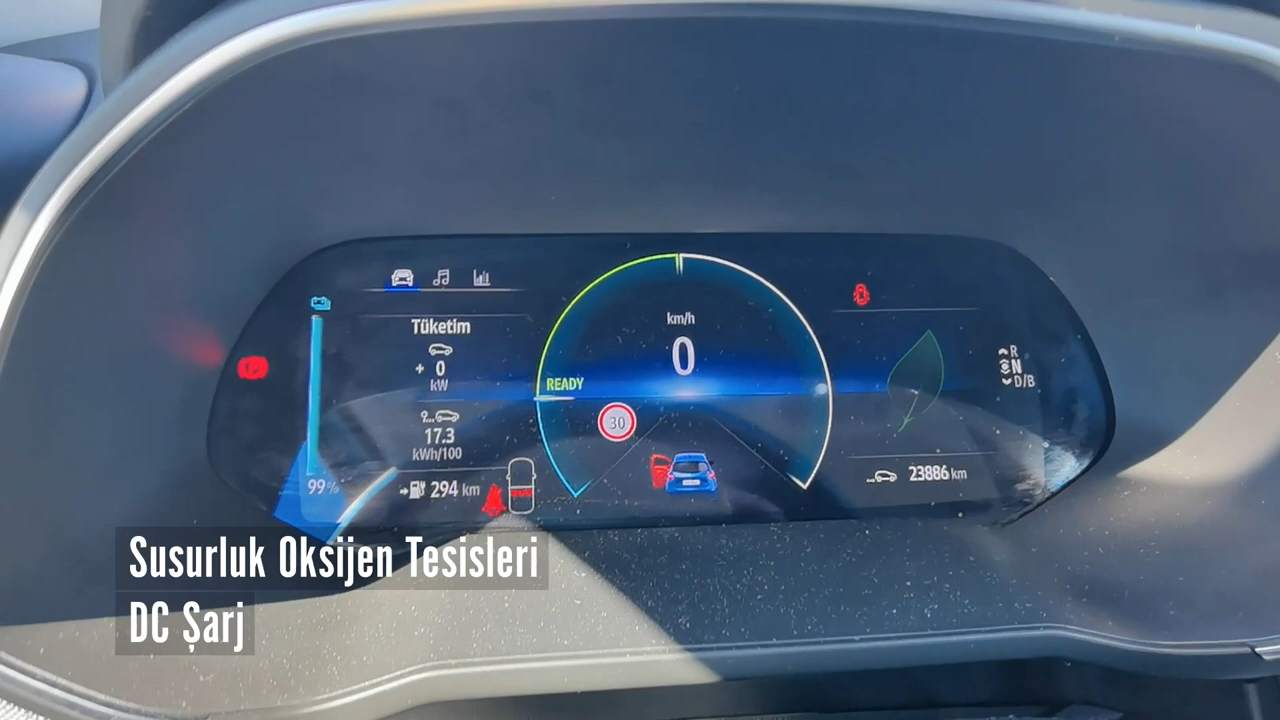 Tüketim
+ 0
kW
17.3
kWh/100
99%
294 km
km/h
0
READY
30
R
N
D/B
23886 km
Susurluk Oksijen Tesisleri
DC Şarj